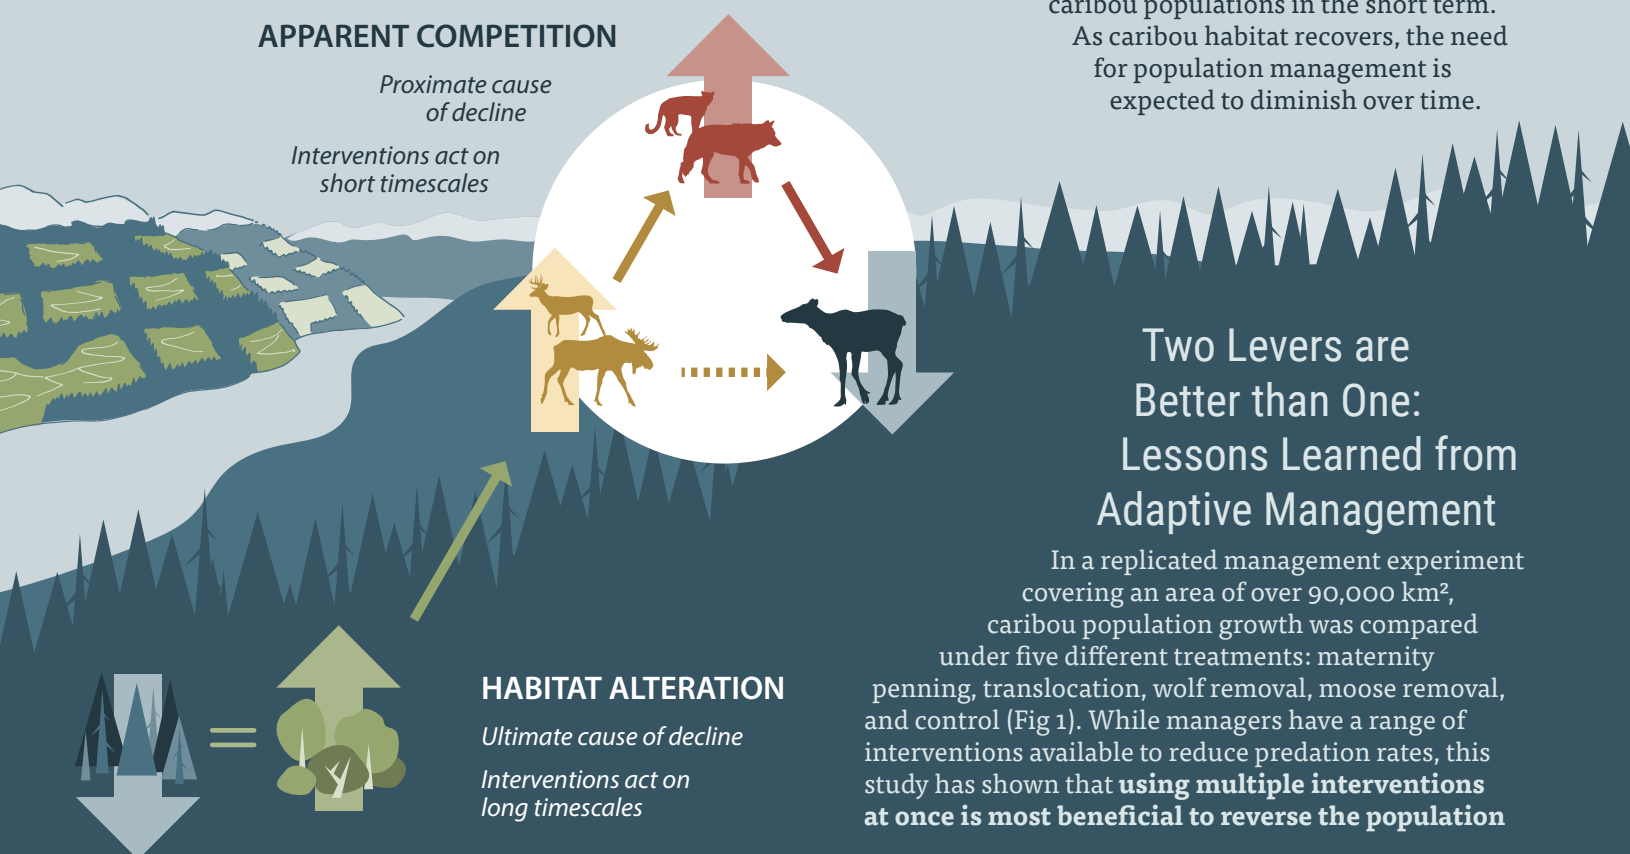 APPARENT COMPETITION
Proximate cause
of decline
Interventions act on
short timescales
caribou populations in the short term.
As caribou habitat recovers, the need
for population management is
expected to diminish over time.
Two Levers are
Better than One:
Lessons Learned from
Adaptive Management
In a replicated management experiment
covering an area of over 90,000 km²,
caribou population growth was compared
under five different treatments: maternity
penning, translocation, wolf removal, moose removal,
and control (Fig 1). While managers have a range of
interventions available to reduce predation rates, this
study has shown that using multiple interventions
at once is most beneficial to reverse the population
HABITAT ALTERATION
Ultimate cause of decline
Interventions act on
long timescales